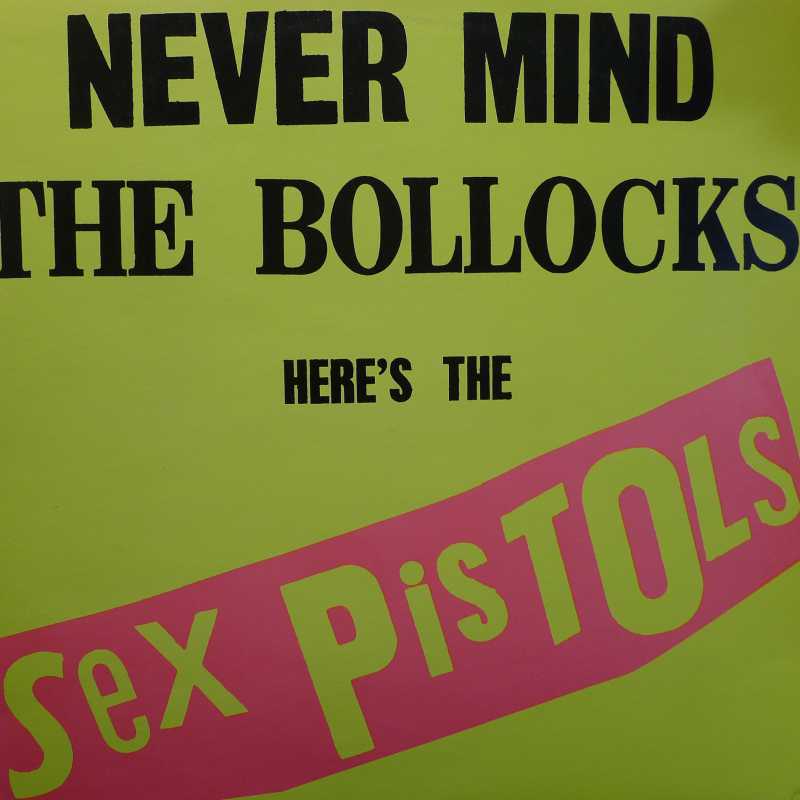 NEVER MIND
THE BOLLOCKS
HERE'S THE
SeX PiSTOLS